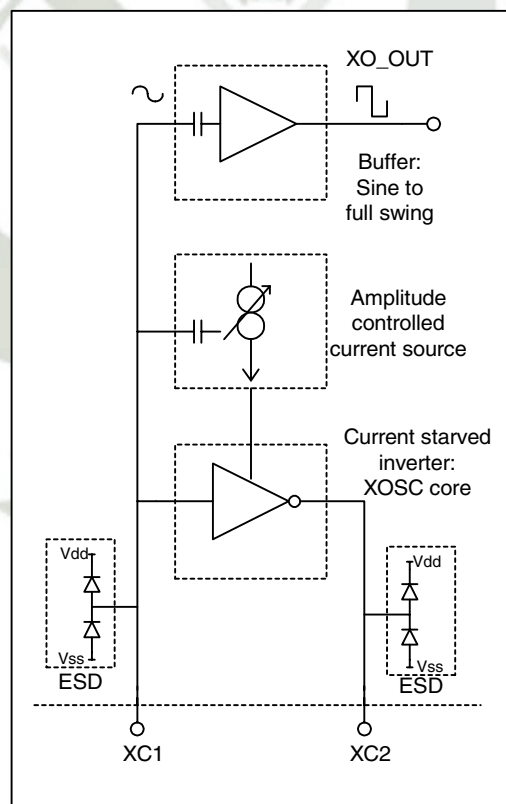 XO_OUT
Buffer:
Sine to
full swing
Amplitude
controlled
current source
Current starved
inverter:
XOSC core
Vdd
Vss
ESD
Vdd
Vss
ESD
XC1
XC2